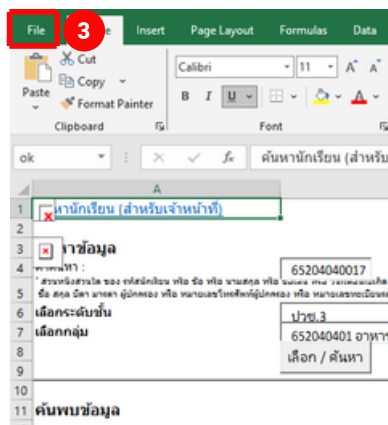 File
3
Insert
Page Layout
Formulas
Data
Cut
Copy
Format Painter
Paste
Clipboard
Calibri
11
A A
B I U
A
Font
ok
fx
ค้นหานักเรียน (สำหรับ
A
1
หานักเรียน (สำหรับเจ้าหน้าที่)
2
3
าข้อมูล
4
65204040017
5
6
เลือกระดับชั้น
ปวช.3
7
เลือกกลุ่ม
652040401 อาหาร
8
เลือก / ค้นหา
9
10
11
ค้นพบข้อมูล